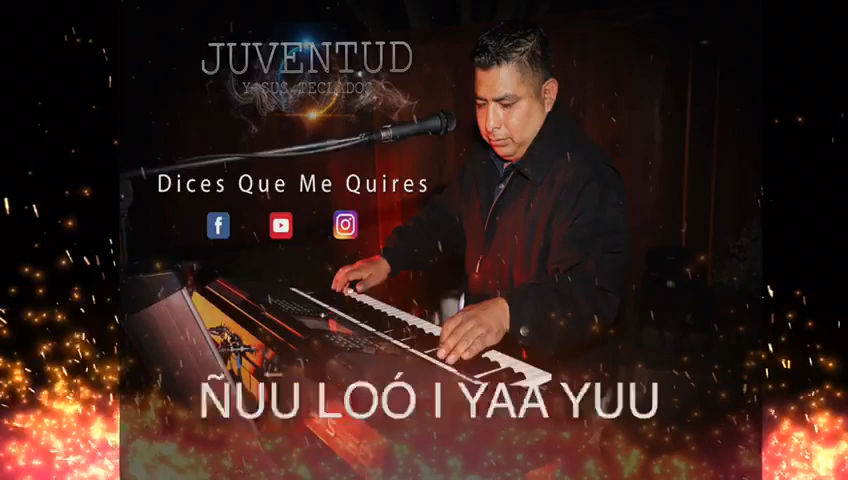 JUVENTUD
Y SUS TECLADOS
Dices Que Me Quires
ÑUU LOÓ I YAA YUU